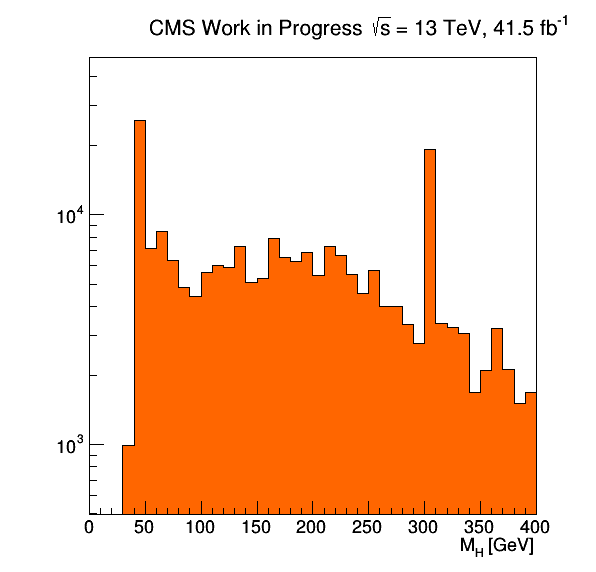 CMS Work in Progress √s = 13 TeV, 41.5 fb⁻¹
10⁴
10³
0 50 100 150 200 250 300 350 400
M_H [GeV]